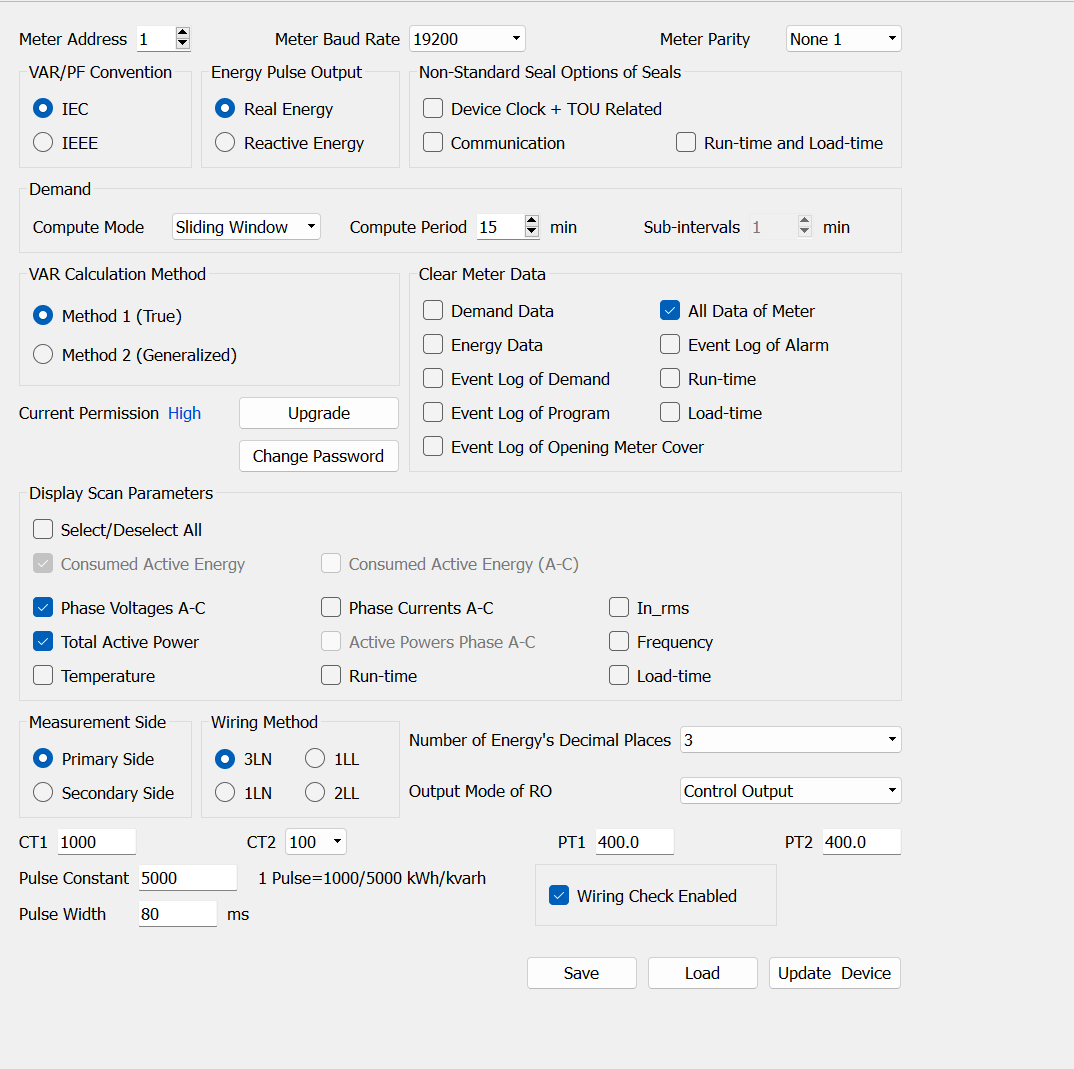 Meter Address 1 Meter Baud Rate 19200 Meter Parity None 1
VAR/PF Convention Energy Pulse Output Non-Standard Seal Options of Seals
IEC Real Energy Device Clock + TOU Related
IEEE Reactive Energy Communication Run-time and Load-time
Demand
Compute Mode Sliding Window Compute Period 15 min Sub-intervals 1 min
VAR Calculation Method
Method 1 (True)
Method 2 (Generalized)
Clear Meter Data
Demand Data All Data of Meter
Energy Data Event Log of Alarm
Event Log of Demand Run-time
Event Log of Program Load-time
Event Log of Opening Meter Cover
Current Permission High Upgrade
Change Password
Display Scan Parameters
Select/Deselect All
Consumed Active Energy Consumed Active Energy (A-C)
Phase Voltages A-C Phase Currents A-C In_rms
Total Active Power Active Powers Phase A-C Frequency
Temperature Run-time Load-time
Measurement Side
Primary Side
Secondary Side
Wiring Method
3LN 1LL
1LN 2LL
Number of Energy's Decimal Places 3
Output Mode of RO Control Output
CT1 1000 CT2 100 PT1 400.0 PT2 400.0
Pulse Constant 5000 1 Pulse=1000/5000 kWh/kvarh
Pulse Width 80 ms
Wiring Check Enabled
Save Load Update Device